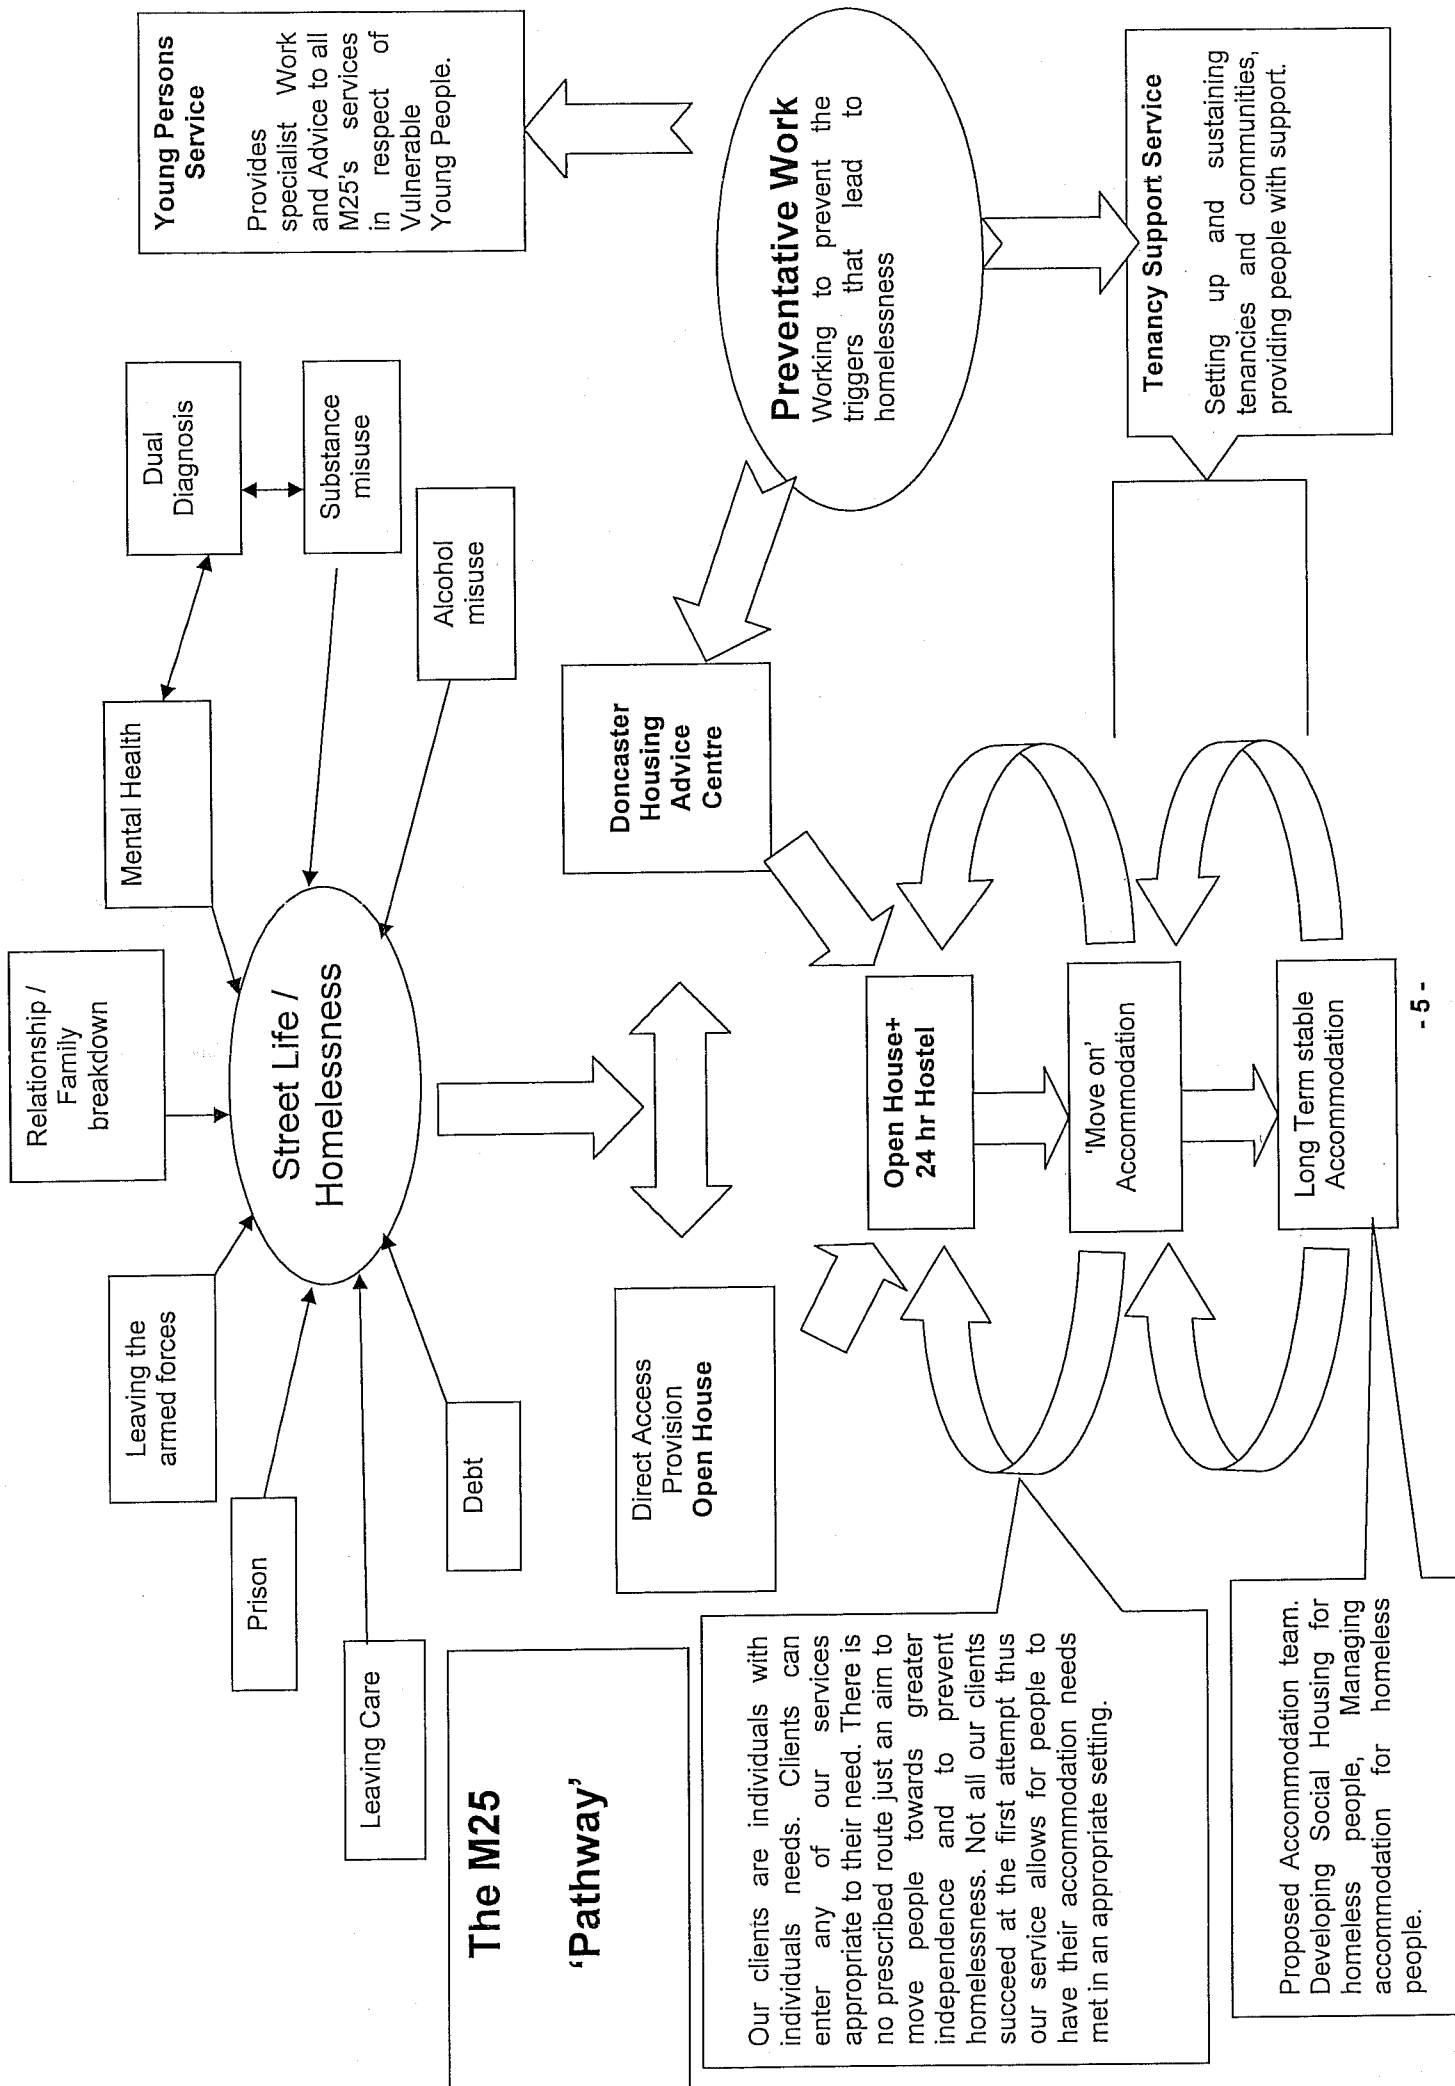 The M25
'Pathway'
Relationship /
Family
breakdown
Leaving the
armed forces
Mental Health
Dual
Diagnosis
Prison
Substance
misuse
Street Life /
Homelessness
Leaving Care
Alcohol
misuse
Debt
Young Persons
Service
Provides
specialist Work
and Advice to all
M25's services
in respect of
Vulnerable
Young People.
Direct Access
Provision
Open House
Doncaster
Housing
Advice
Centre
Preventative Work
Working to prevent the
triggers that lead to
homelessness
Our clients are individuals with
individuals needs. Clients can
enter any of our services
appropriate to their need. There is
no prescribed route just an aim to
move people towards greater
independence and to prevent
homelessness. Not all our clients
succeed at the first attempt thus
our service allows for people to
have their accommodation needs
met in an appropriate setting.
Open House+
24 hr Hostel
'Move on'
Accommodation
Long Term stable
Accommodation
Tenancy Support Service
Setting up and sustaining
tenancies and communities,
providing people with support.
Proposed Accommodation team.
Developing Social Housing for
homeless people, Managing
accommodation for homeless
people.
- 5 -